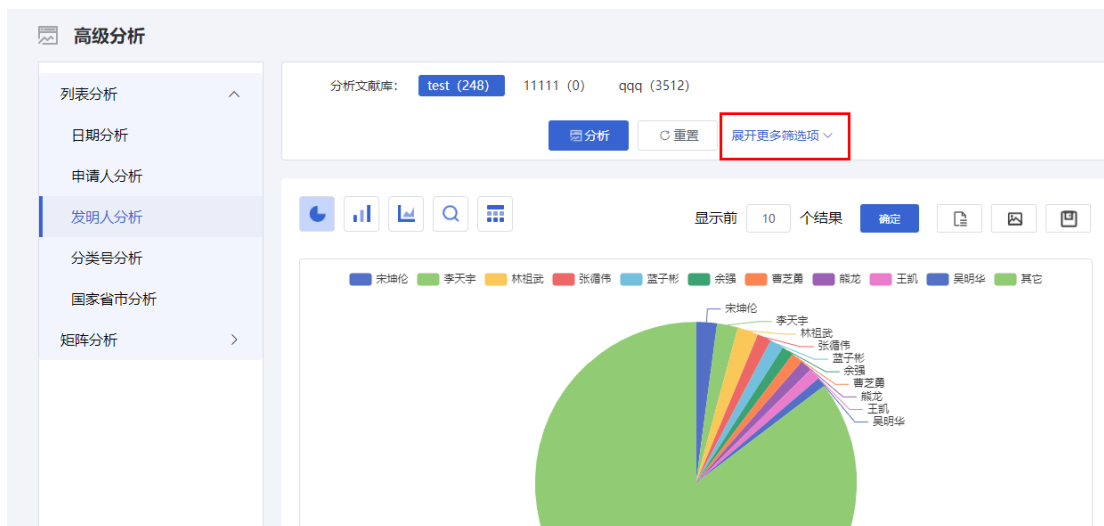 高级分析
列表分析
日期分析
申请人分析
发明人分析
分类号分析
国家省市分析
矩阵分析
分析文献库： test (248) 11111 (0) qqq (3512)
分析 重置 展开更多筛选项
显示前 10 个结果 确定
宋坤伦 李天宇 林祖武 张循伟 蓝子彬 余强 曹芝勇 熊龙 王凯 吴明华 其它
宋坤伦
李天宇
林祖武
张循伟
蓝子彬
余强
曹芝勇
熊龙
王凯
吴明华